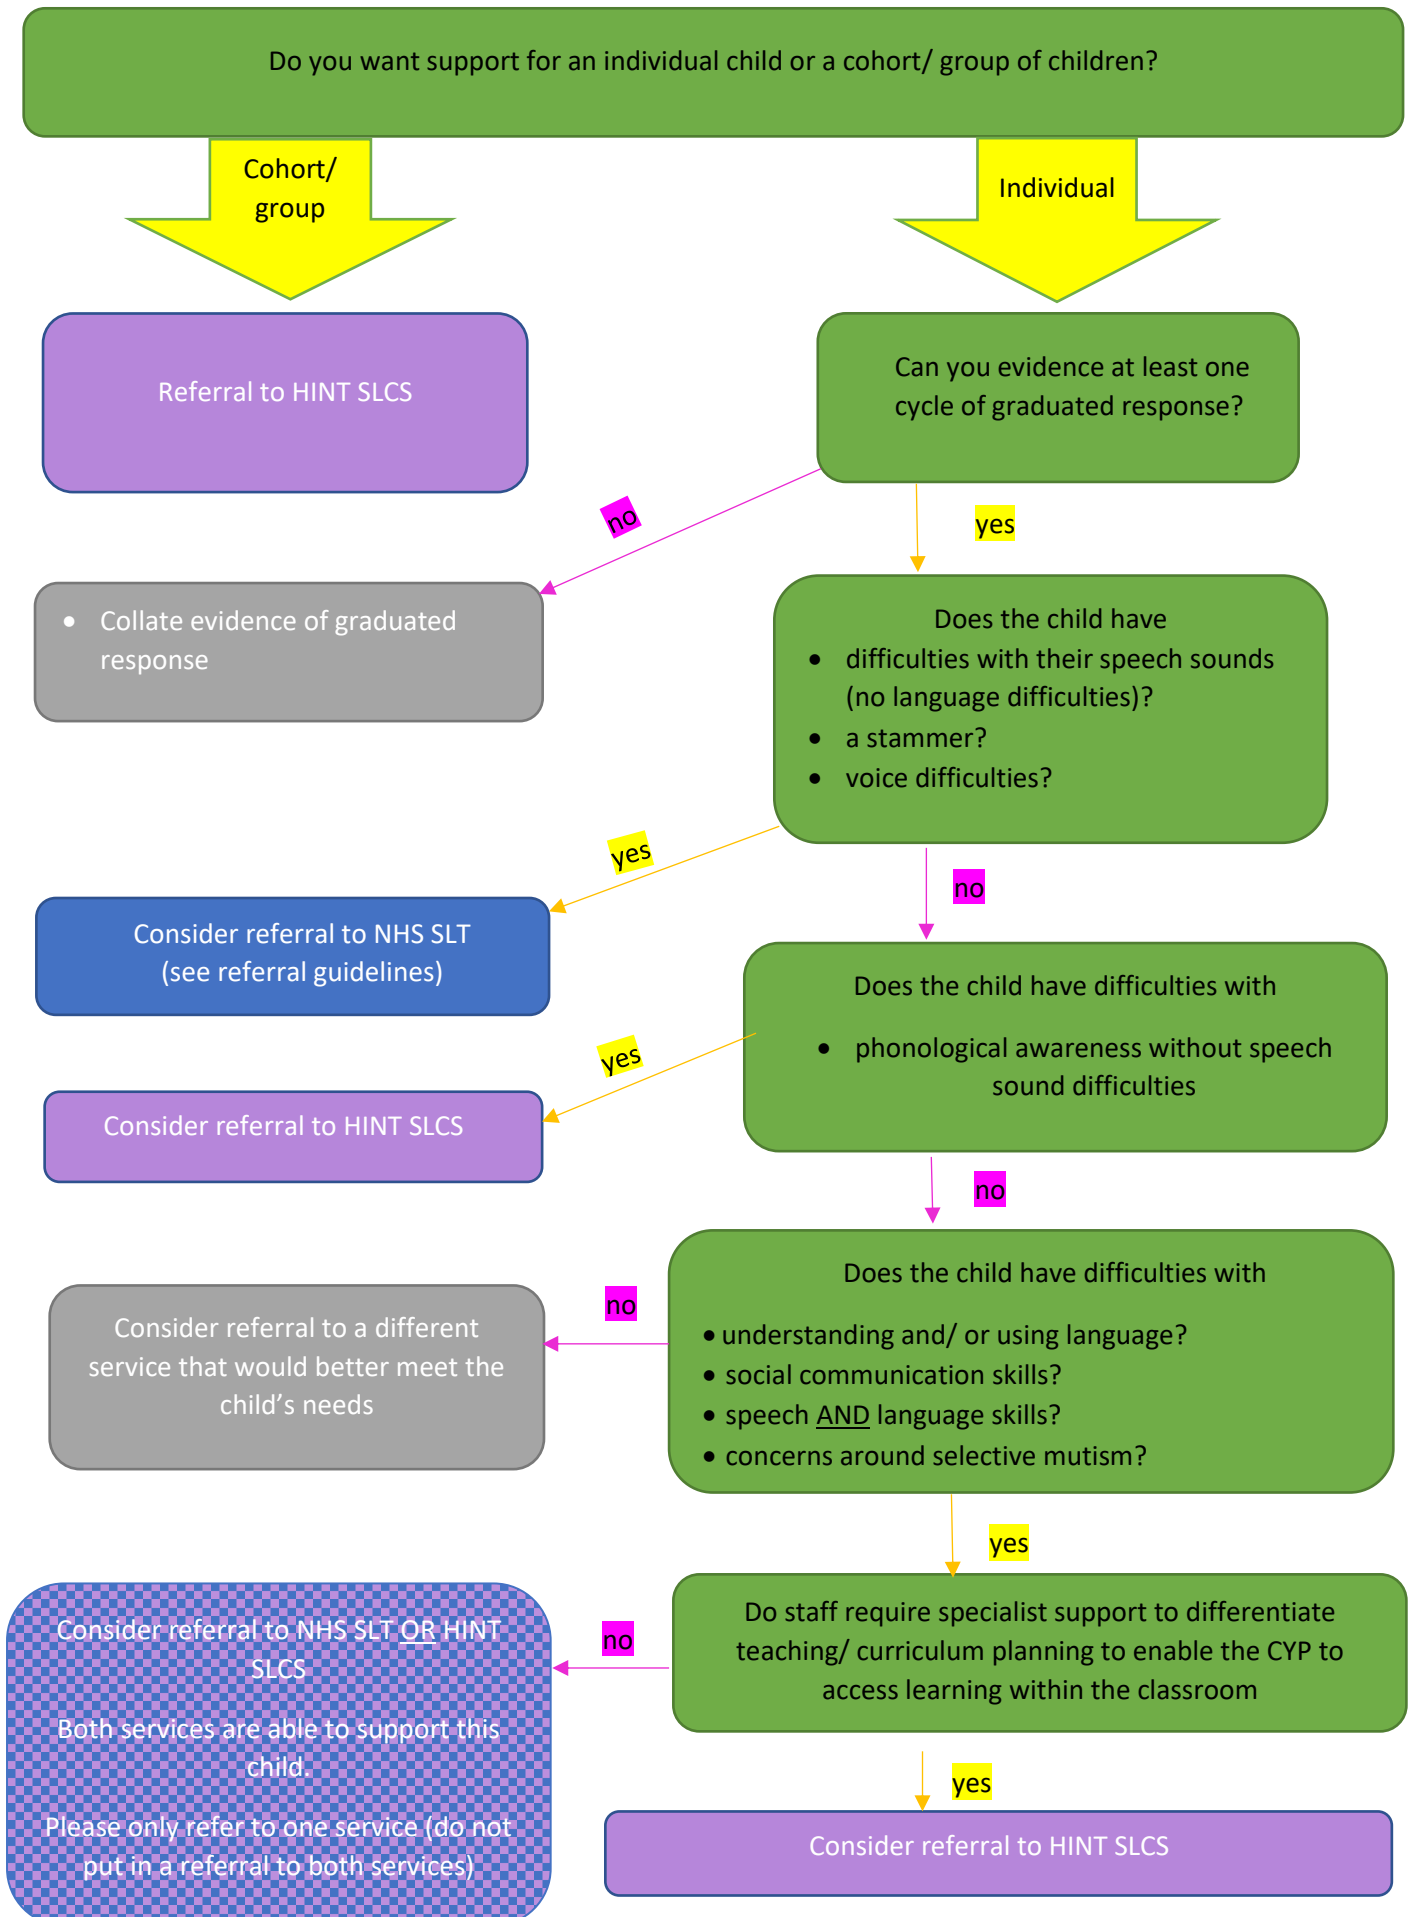 Do you want support for an individual child or a cohort/ group of children?
Cohort/
group
Individual
Referral to HINT SLCS
Can you evidence at least one
cycle of graduated response?
no
yes
• Collate evidence of graduated
response
Does the child have
• difficulties with their speech sounds
(no language difficulties)?
• a stammer?
• voice difficulties?
yes
no
Consider referral to NHS SLT
(see referral guidelines)
Does the child have difficulties with
• phonological awareness without speech
sound difficulties
yes
Consider referral to HINT SLCS
no
Does the child have difficulties with
• understanding and/ or using language?
• social communication skills?
• speech AND language skills?
• concerns around selective mutism?
no
Consider referral to a different
service that would better meet the
child's needs
yes
Do staff require specialist support to differentiate
teaching/ curriculum planning to enable the CYP to
access learning within the classroom
no
Consider referral to NHS SLT OR HINT
SLCS
Both services are able to support this
child.
Please only refer to one service (do not
put in a referral to both services)
yes
Consider referral to HINT SLCS